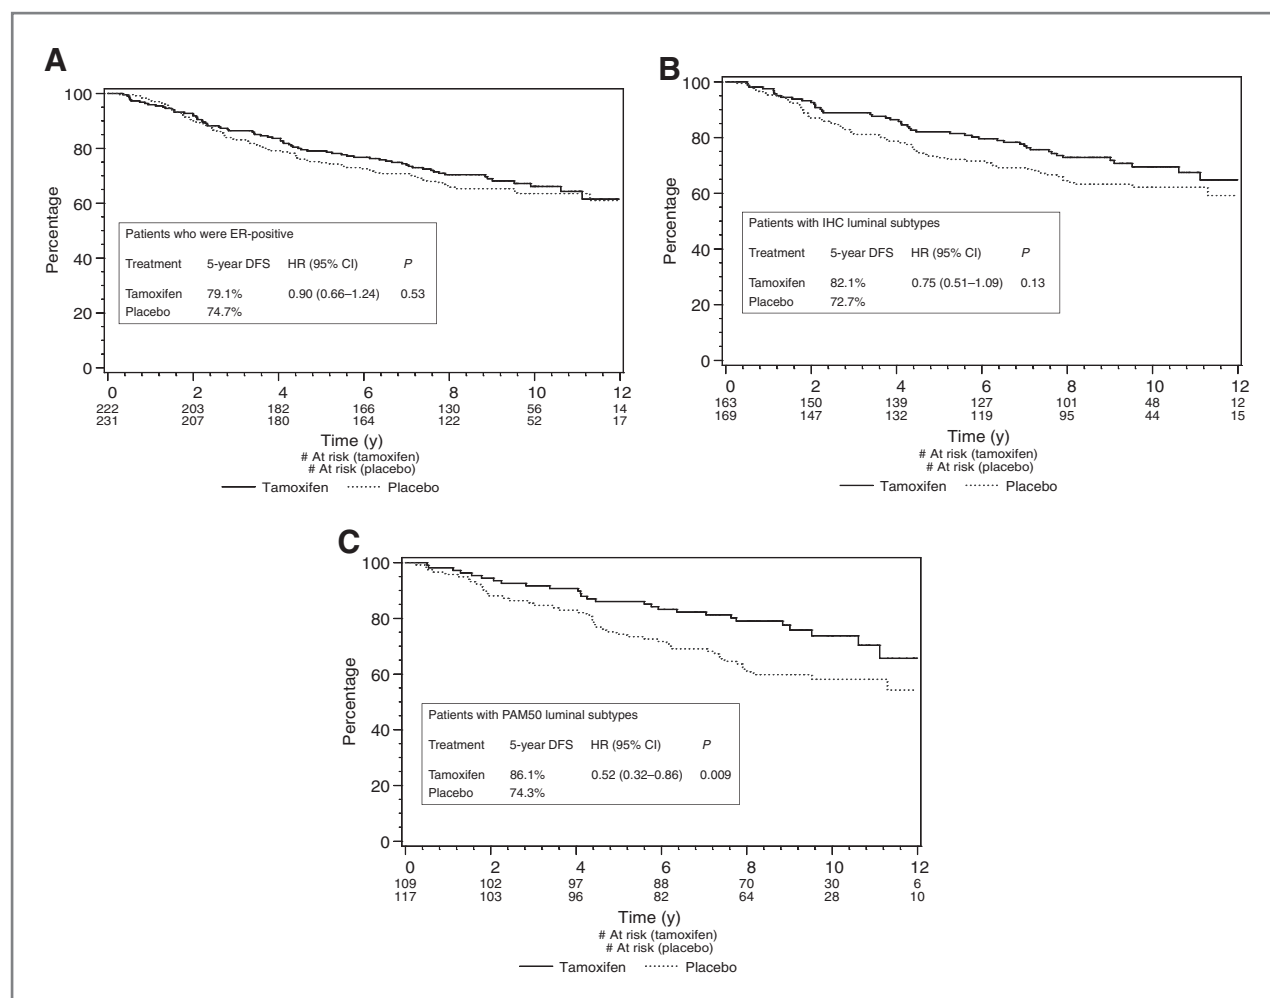 A
100
80
60
40
20
0
Percentage
Patients who were ER-positive
Treatment 5-year DFS HR (95% CI) P
Tamoxifen 79.1% 0.90 (0.66–1.24) 0.53
Placebo 74.7%
0 2 4 6 8 10 12
222 203 182 166 130 56 14
231 207 180 164 122 52 17
Time (y)
# At risk (tamoxifen)
# At risk (placebo)
Tamoxifen Placebo
B
100
80
60
40
20
0
Percentage
Patients with IHC luminal subtypes
Treatment 5-year DFS HR (95% CI) P
Tamoxifen 82.1% 0.75 (0.51–1.09) 0.13
Placebo 72.7%
0 2 4 6 8 10 12
163 150 139 127 101 48 12
169 147 132 119 95 44 15
Time (y)
# At risk (tamoxifen)
# At risk (placebo)
Tamoxifen Placebo
C
100
80
60
40
20
0
Percentage
Patients with PAM50 luminal subtypes
Treatment 5-year DFS HR (95% CI) P
Tamoxifen 86.1% 0.52 (0.32–0.86) 0.009
Placebo 74.3%
0 2 4 6 8 10 12
109 102 97 88 70 30 6
117 103 96 82 64 28 10
Time (y)
# At risk (tamoxifen)
# At risk (placebo)
Tamoxifen Placebo